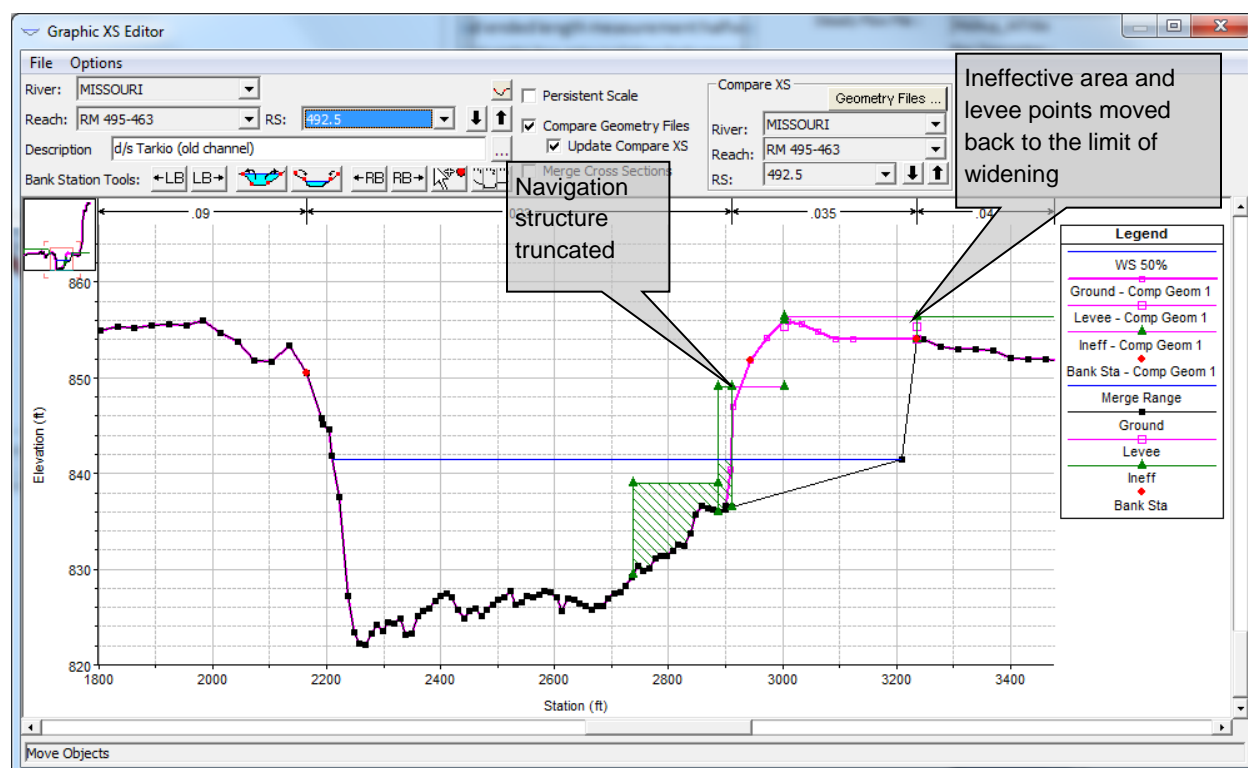 Graphic XS Editor
File Options
River: MISSOURI
Reach: RM 495-463 RS: 492.5
Description d/s Tarkio (old channel) ...
Bank Station Tools: LB LB RB RB
Persistent Scale
Compare Geometry Files
Update Compare XS
Merge Cross Sections
Compare XS
Geometry Files ...
River: MISSOURI
Reach: RM 495-463
RS: 492.5
Ineffective area and
levee points moved
back to the limit of
widening
Navigation
structure
truncated
.09
.035
.04
Legend
WS 50%
Ground - Comp Geom 1
Levee - Comp Geom 1
Ineff - Comp Geom 1
Bank Sta - Comp Geom 1
Merge Range
Ground
Levee
Ineff
Bank Sta
Elevation (ft)
860
850
840
830
820
1800 2000 2200 2400 2600 2800 3000 3200 3400
Station (ft)
Move Objects